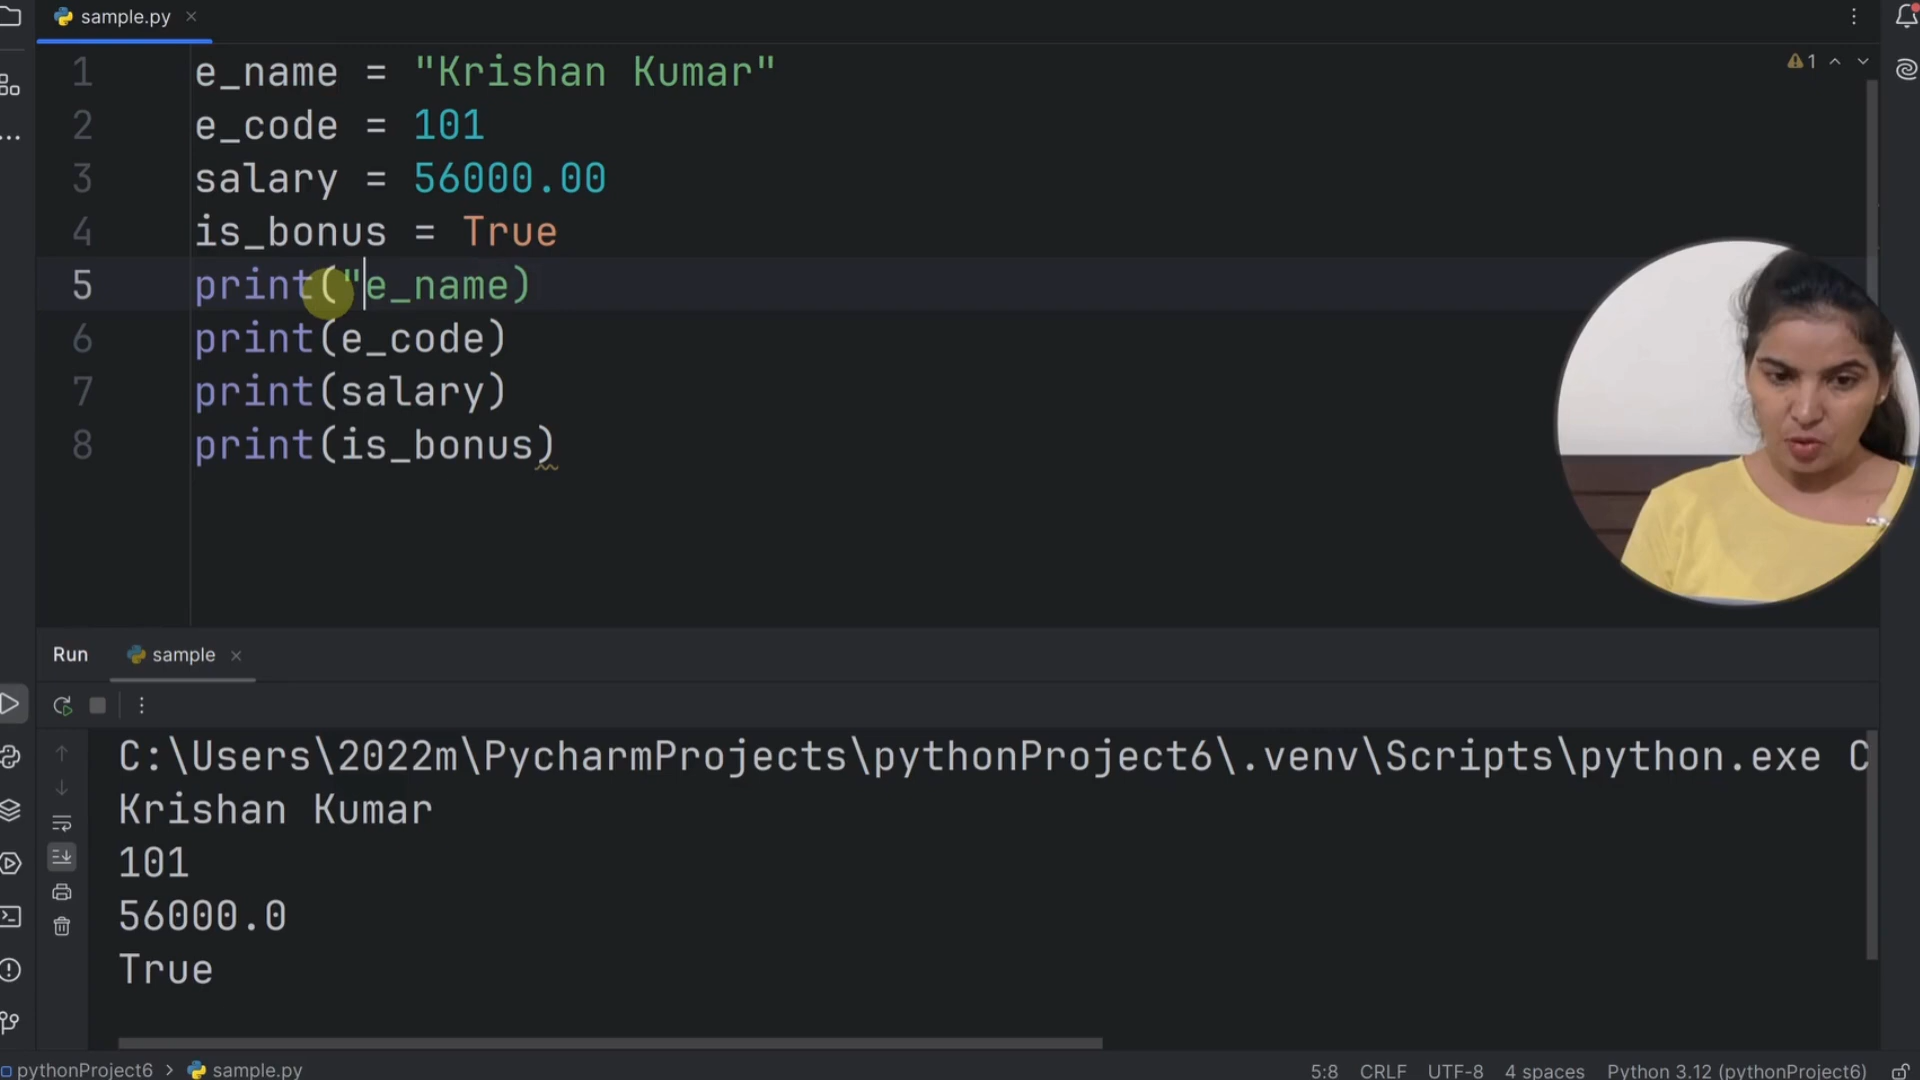 sample.py
1 e_name = "Krishan Kumar"
1
2 e_code = 101
3 salary = 56000.00
4 is_bonus = True
5 print("e_name)
6 print(e_code)
7 print(salary)
8 print(is_bonus)
Run sample
C:\Users\2022m\PycharmProjects\pythonProject6\.venv\Scripts\python.exe C
Krishan Kumar
101
56000.0
True
pythonProject6 > sample.py
5:8 CRLF UTF-8 4 spaces Python 3.12 (pythonProject6)